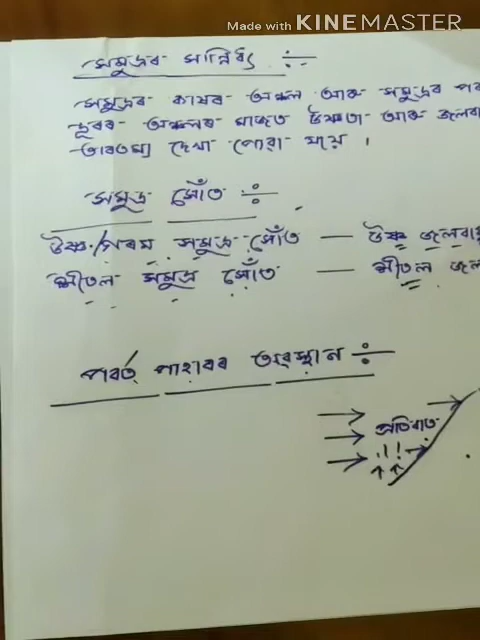 Made with KINEMASTER
সমুদ্ৰৰ সান্নিধ্য ÷
সমুদ্ৰৰ কাষৰ অঞ্চল আৰু সমুদ্ৰৰ পৰ
দূৰৰ অঞ্চলৰ মাজত উষ্ণতা আৰু জলবা
তাৰতম্য দেখা পোৱা যায় ।
সমুদ্ৰ সোঁত ÷
উষ্ণ/গৰম সমুদ্ৰ সোঁত — উষ্ণ জলবায়ু
শীতল সমুদ্ৰ সোঁত — শীতল জল
পৰ্বত পাহাৰৰ অৱস্থান ÷
প্ৰতিবাত